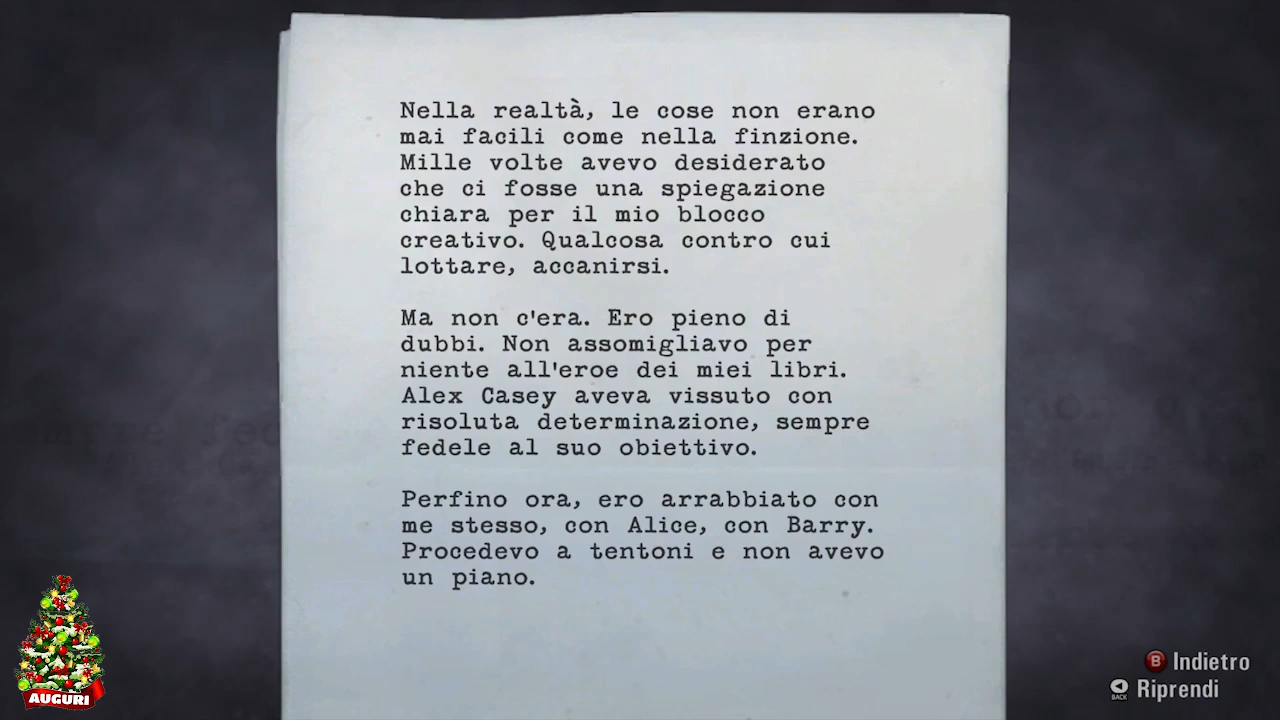 Nella realtà, le cose non erano
mai facili come nella finzione.
Mille volte avevo desiderato
che ci fosse una spiegazione
chiara per il mio blocco
creativo. Qualcosa contro cui
lottare, accanirsi.
Ma non c'era. Ero pieno di
dubbi. Non assomigliavo per
niente all'eroe dei miei libri.
Alex Casey aveva vissuto con
risoluta determinazione, sempre
fedele al suo obiettivo.
Perfino ora, ero arrabbiato con
me stesso, con Alice, con Barry.
Procedevo a tentoni e non avevo
un piano.
AUGURI
B Indietro
BACK Riprendi